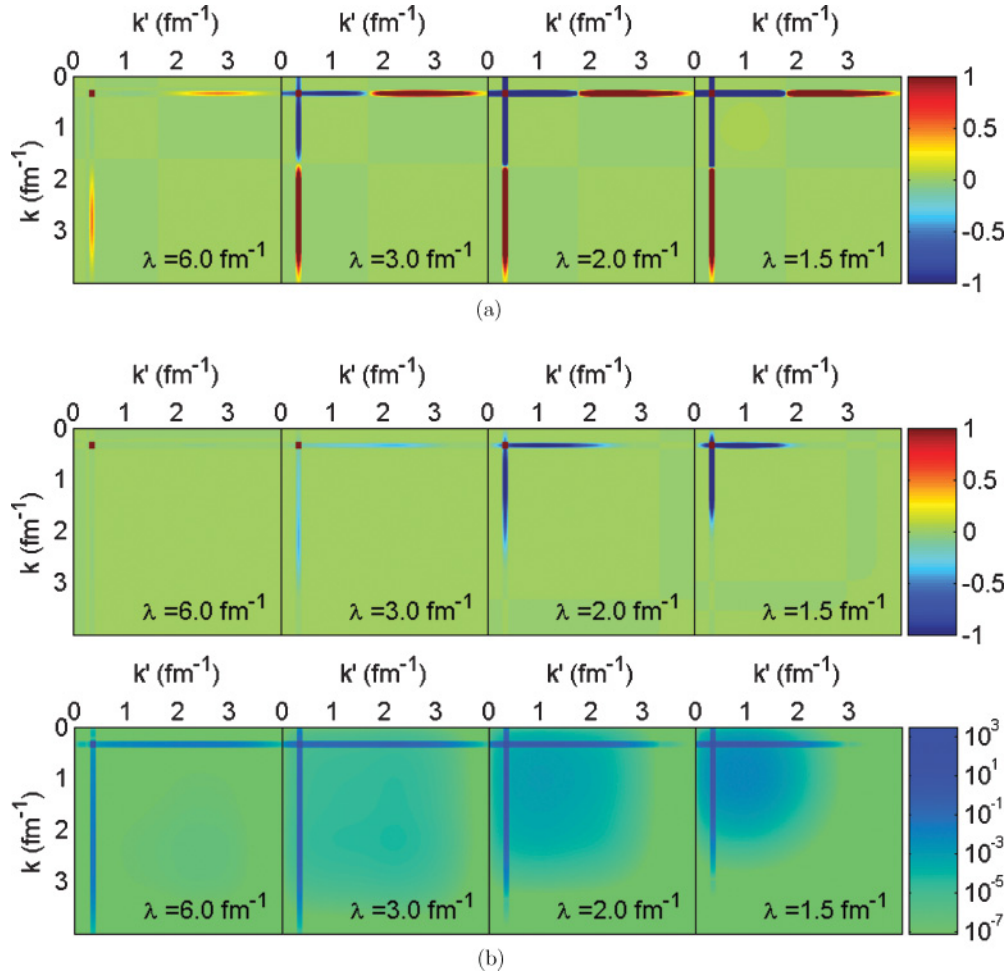 k' (fm⁻¹) k' (fm⁻¹) k' (fm⁻¹) k' (fm⁻¹)
0 1 2 3 0 1 2 3 0 1 2 3 0 1 2 3
k (fm⁻¹)
0
1
2
3
λ =6.0 fm⁻¹ λ =3.0 fm⁻¹ λ =2.0 fm⁻¹ λ =1.5 fm⁻¹
1
0.5
0
-0.5
-1
(a)
k' (fm⁻¹) k' (fm⁻¹) k' (fm⁻¹) k' (fm⁻¹)
0 1 2 3 0 1 2 3 0 1 2 3 0 1 2 3
k (fm⁻¹)
0
1
2
3
λ =6.0 fm⁻¹ λ =3.0 fm⁻¹ λ =2.0 fm⁻¹ λ =1.5 fm⁻¹
1
0.5
0
-0.5
-1
k' (fm⁻¹) k' (fm⁻¹) k' (fm⁻¹) k' (fm⁻¹)
0 1 2 3 0 1 2 3 0 1 2 3 0 1 2 3
k (fm⁻¹)
0
1
2
3
λ =6.0 fm⁻¹ λ =3.0 fm⁻¹ λ =2.0 fm⁻¹ λ =1.5 fm⁻¹
10³
10¹
10⁻¹
10⁻³
10⁻⁵
10⁻⁷
(b)